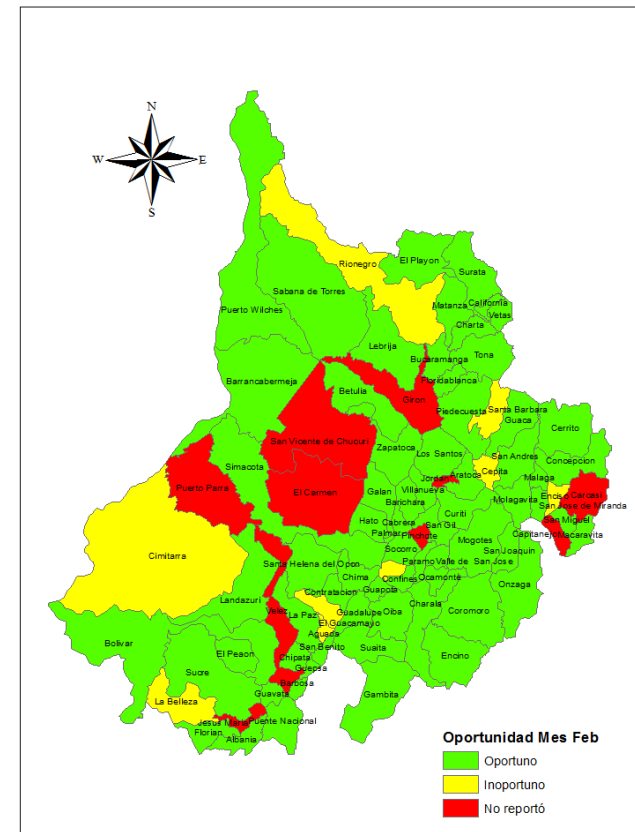 N
W
E
S
El Playon
Rionegro
Surata
Sabana de Torres
California
Matanza
Vetas
Puerto Wilches
Charta
Lebrija
Tona
Bucaramanga
Barrancabermeja
Floridablanca
Betulia
Giron
Piedecuesta
Santa Barbara
Guaca
Cerrito
San Vicente de Chucuri
Zapatoca
Los Santos
San Andres
Concepcion
Simacota
Cepita
Aratoca
Jordan
Malaga
Puerto Parra
El Carmen
Galan
Villanueva
Molagavita
Enciso
Carcasi
Barichara
San Jose de Miranda
Hato
Cabrera
Curiti
San Miguel
Palmar
Pinchote
San Gil
Mogotes
Capitanejo
Macaravita
Cimitarra
Socorro
San Joaquin
Santa Helena del Opon
Paramo
Valle de San Jose
Chima
Confines
Ocamonte
Onzaga
Contratacion
Guapota
Landazuri
Charala
Velez
La Paz
Guadalupe
Oiba
Coromoro
El Guacamayo
Aguada
Bolivar
San Benito
Suaita
El Peaon
Chipata
Encino
Sucre
Guepsa
Barbosa
Gambita
Guavata
La Belleza
Jesus Maria
Puente Nacional
Florian
Albania
Oportunidad Mes Feb
Oportuno
Inoportuno
No reportó